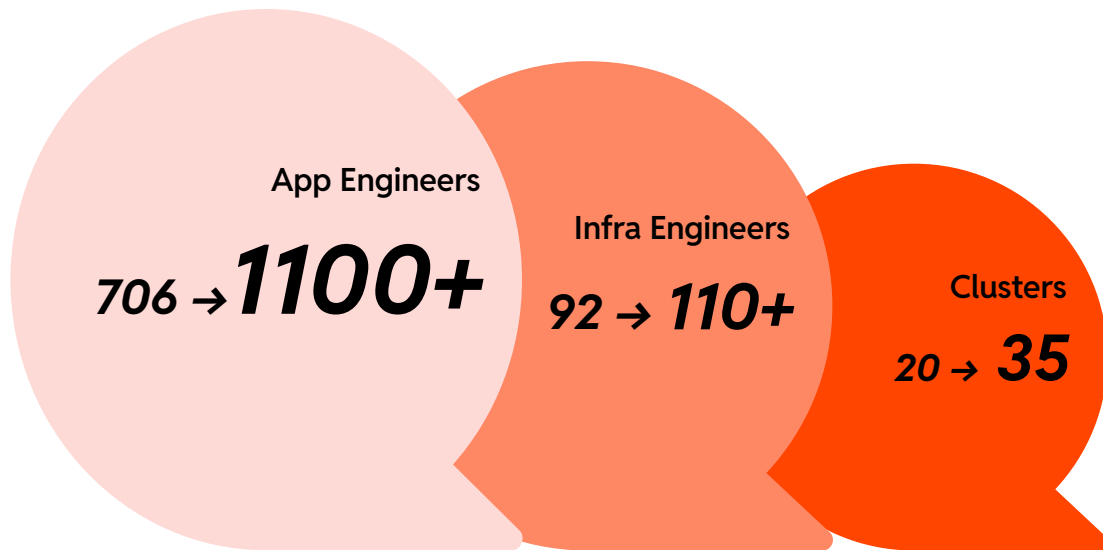 App Engineers
706 → 1100+
Infra Engineers
92 → 110+
Clusters
20 → 35